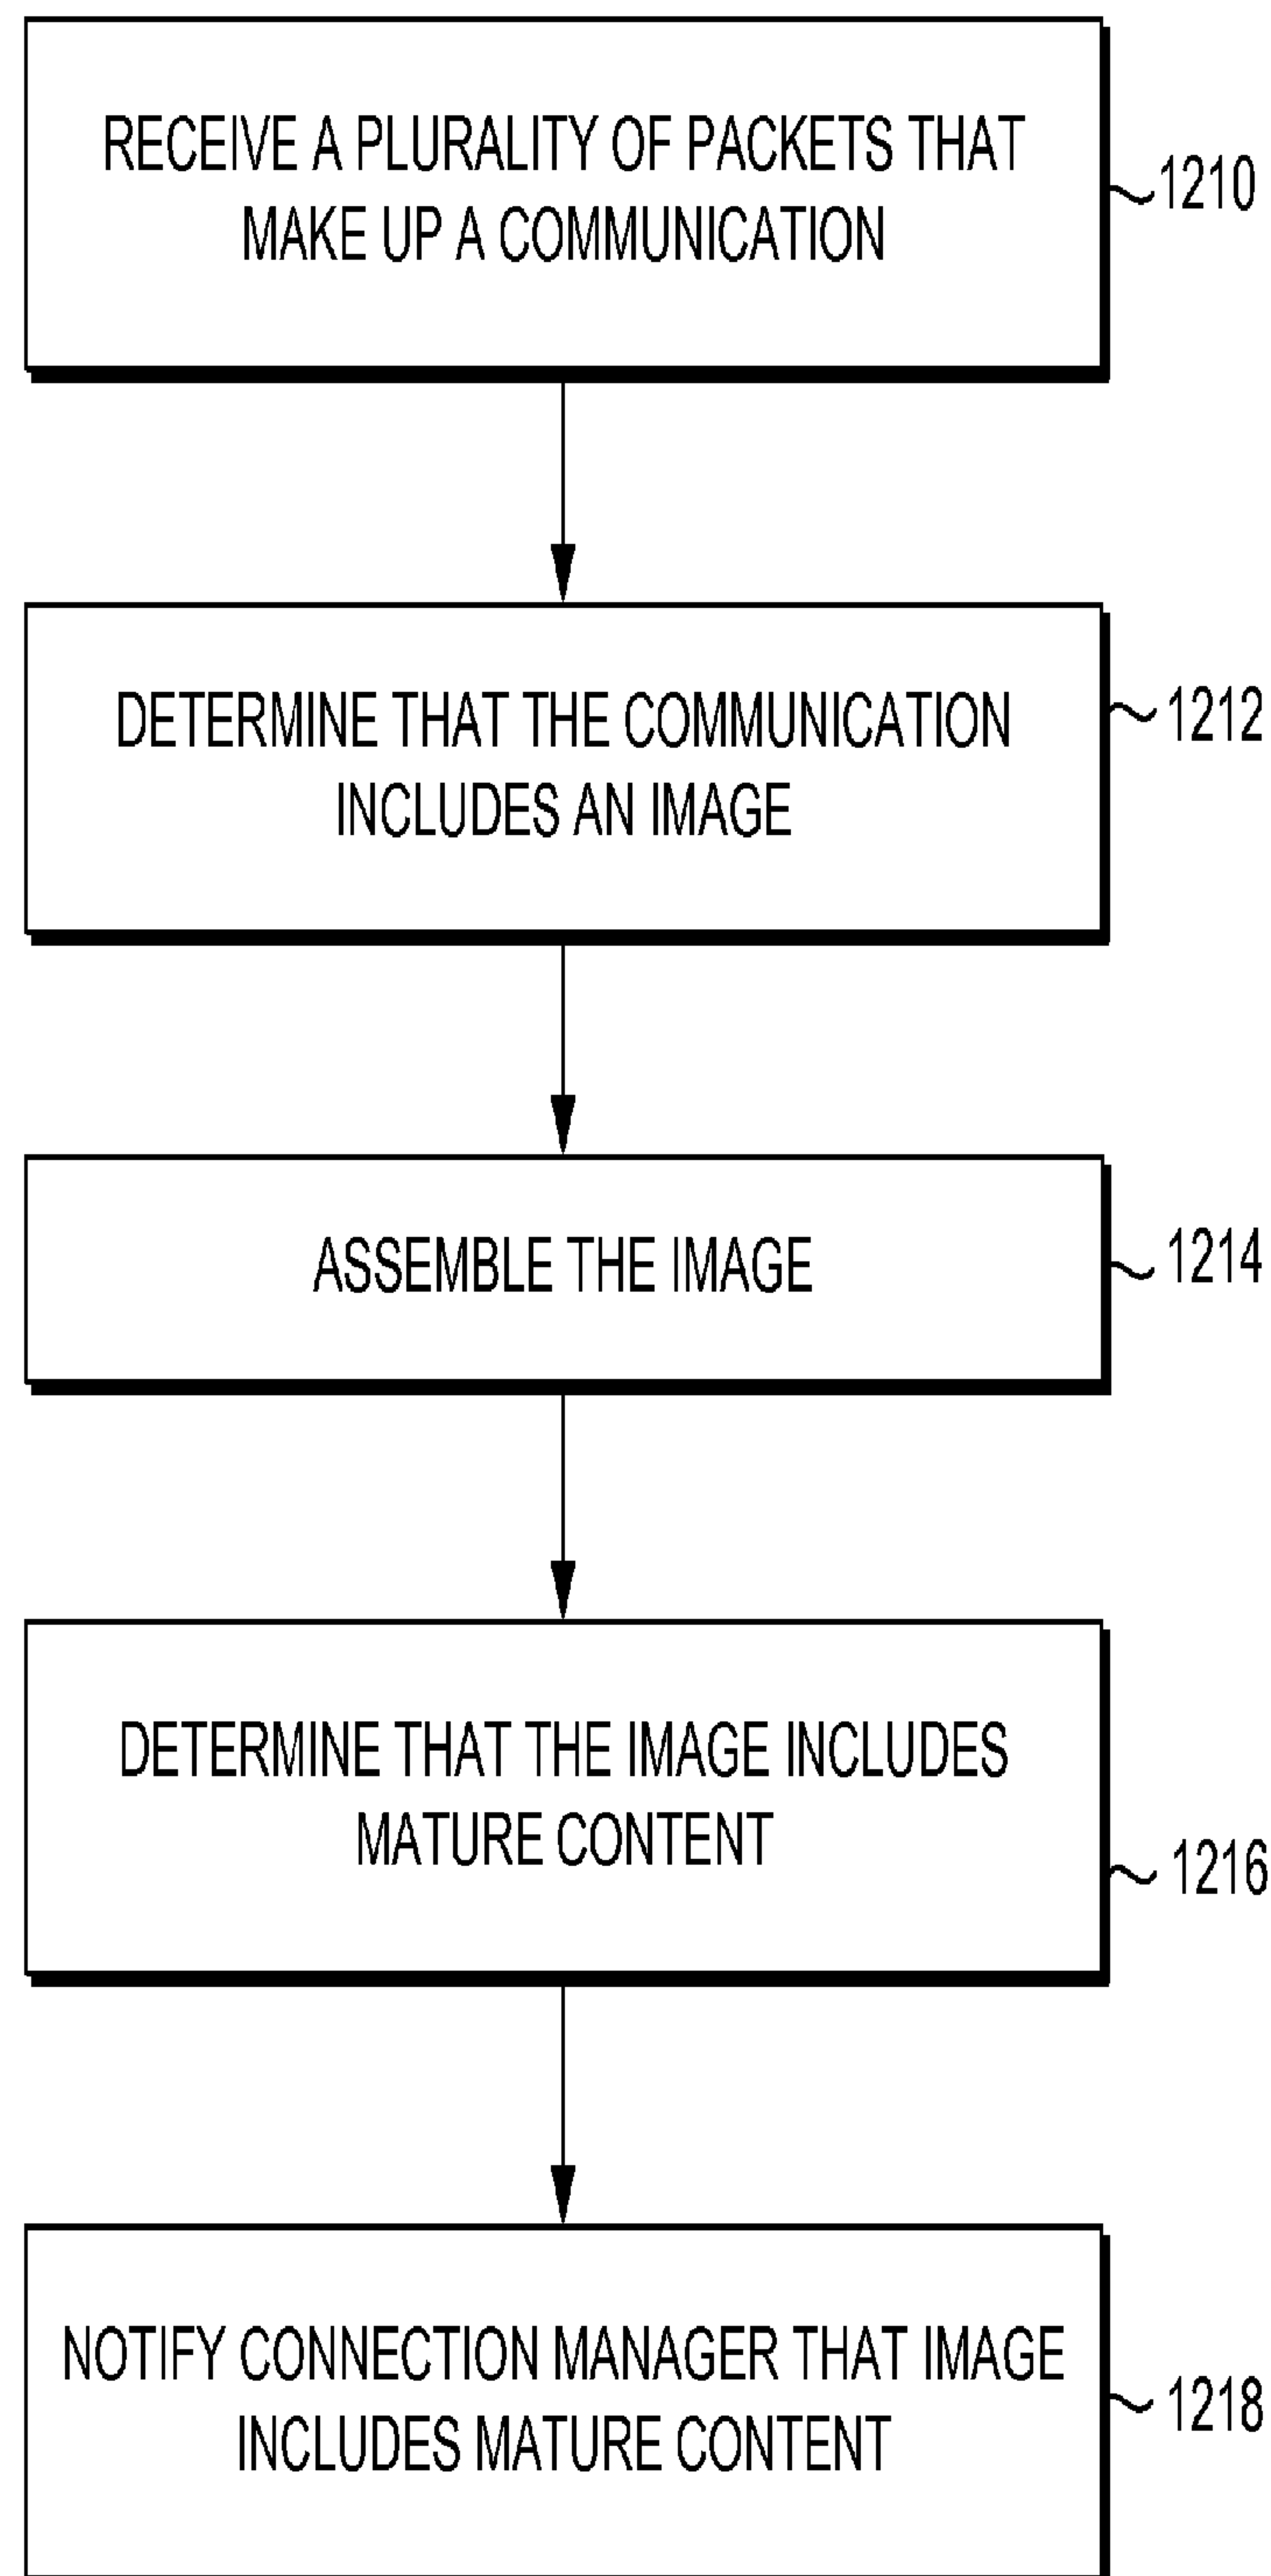 RECEIVE A PLURALITY OF PACKETS THAT
MAKE UP A COMMUNICATION
1210
DETERMINE THAT THE COMMUNICATION
INCLUDES AN IMAGE
1212
ASSEMBLE THE IMAGE
1214
DETERMINE THAT THE IMAGE INCLUDES
MATURE CONTENT
1216
NOTIFY CONNECTION MANAGER THAT IMAGE
INCLUDES MATURE CONTENT
1218